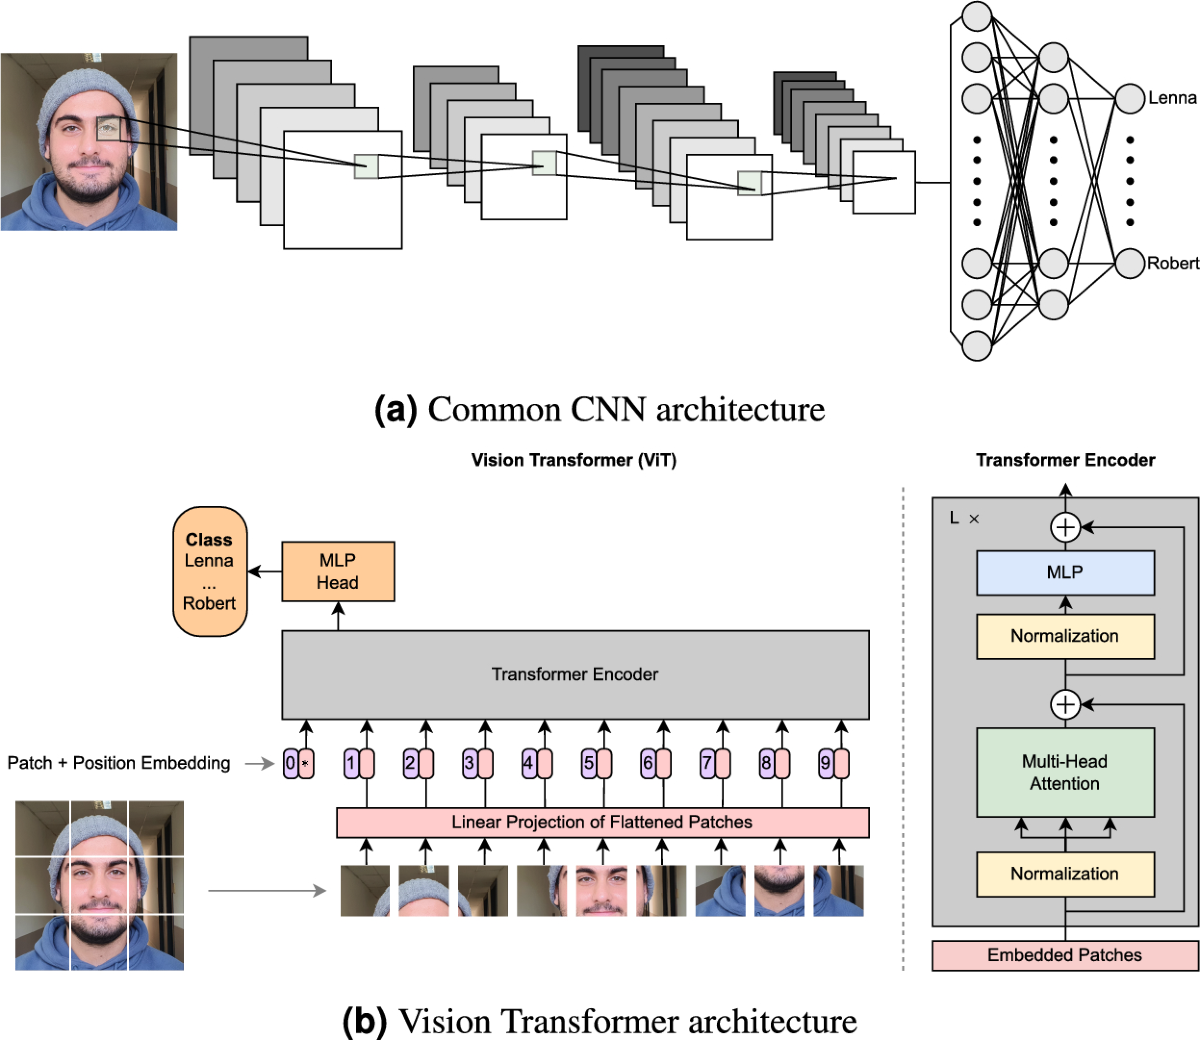 Lenna
Robert
(a) Common CNN architecture
Vision Transformer (ViT)
Transformer Encoder
Class
Lenna
...
Robert
MLP
Head
Transformer Encoder
Patch + Position Embedding
0 * 1 2 3 4 5 6 7 8 9
Linear Projection of Flattened Patches
L ×
+
MLP
Normalization
+
Multi-Head
Attention
Normalization
Embedded Patches
(b) Vision Transformer architecture